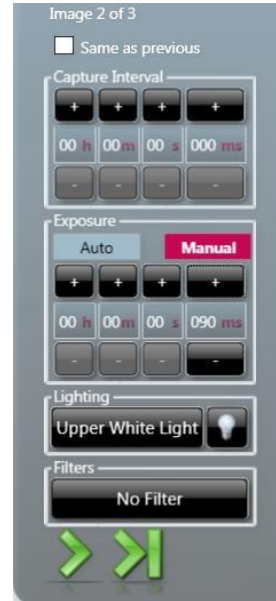 Image 2 of 3
Same as previous
Capture Interval
+ + + +
00 h 00 m 00 s 000 ms
- - - -
Exposure
Auto Manual
+ + + +
00 h 00 m 00 s 090 ms
- - - -
Lighting
Upper White Light
Filters
No Filter